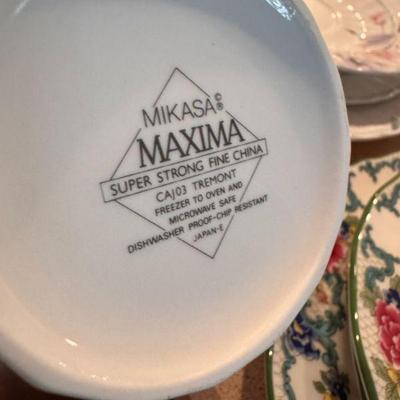 MIKASA©®
MAXIMA
SUPER STRONG FINE CHINA
CAJ03 TREMONT
FREEZER TO OVEN AND
MICROWAVE SAFE
DISHWASHER PROOF-CHIP RESISTANT
JAPAN-E